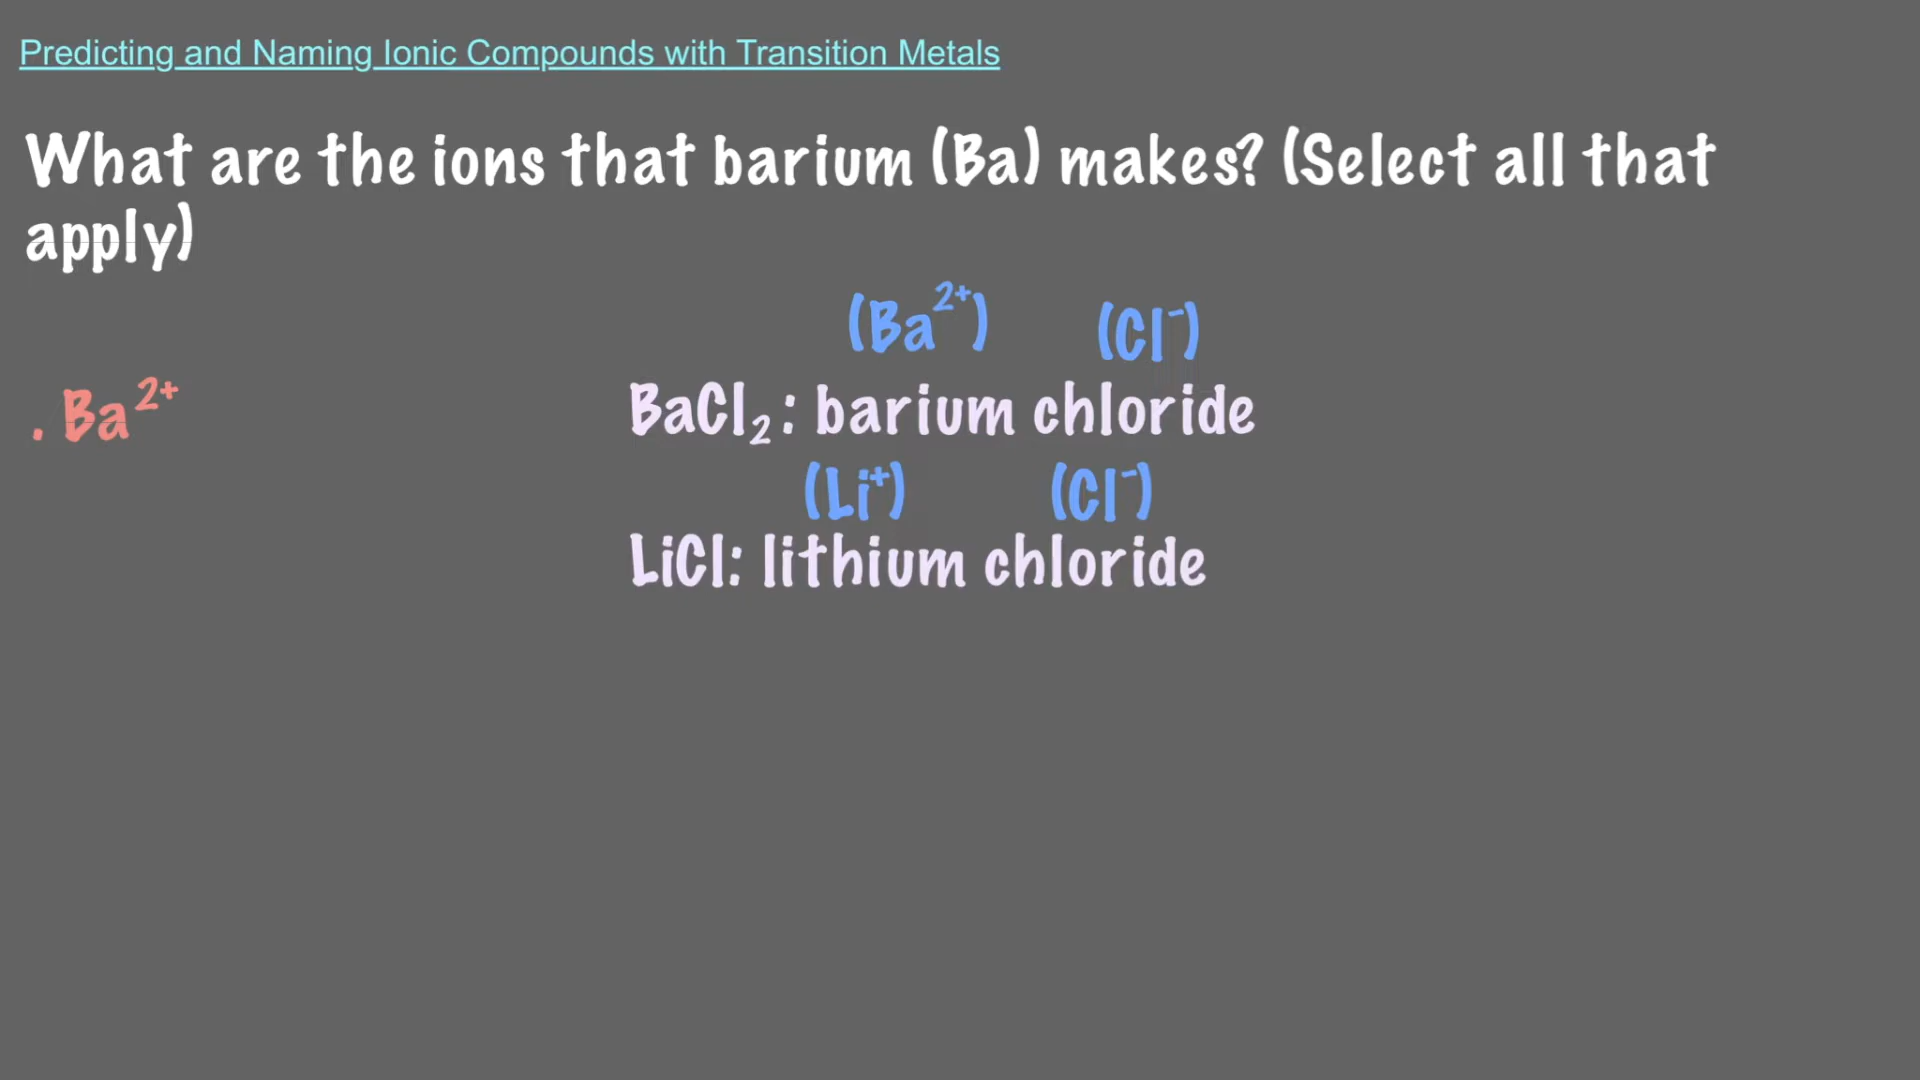 Predicting and Naming Ionic Compounds with Transition Metals
What are the ions that barium (Ba) makes? (Select all that
apply)
(Ba²⁺) (Cl⁻)
. Ba²⁺
BaCl₂: barium chloride
(Li⁺) (Cl⁻)
LiCl: lithium chloride